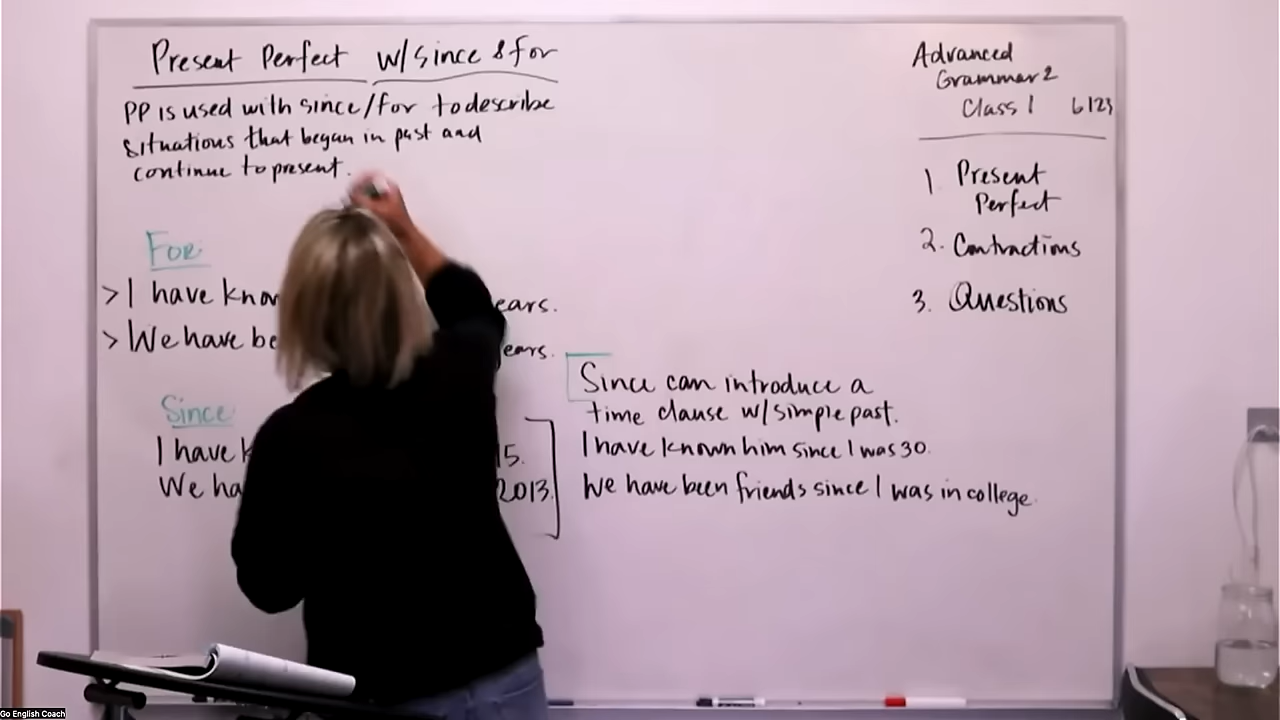 Present Perfect w/since & for
PP is used with since/for to describe
situations that began in past and
continue to present.
For
> I have know
ears.
> We have be
ears.
Since
I have k
15.
We ha
2013.
Since can introduce a
time clause w/simple past.
I have known him since I was 30.
We have been friends since I was in college.
Advanced
Grammar 2
Class 1 6123
1. Present
Perfect
2. Contractions
3. Questions
Go English Coach